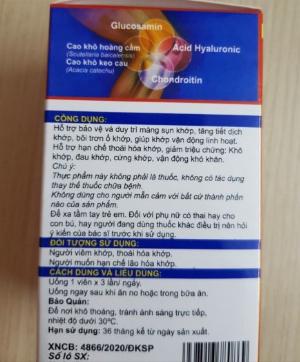 Glucosamin
Cao khô hoàng cầm
(Scutellaria baicalensis)
Acid Hyaluronic
Cao khô keo cau
(Acacia catechu)
Chondroitin
CÔNG DỤNG:
Hỗ trợ bảo vệ và duy trì màng sụn khớp, tăng tiết dịch
khớp, bôi trơn ổ khớp, giúp khớp vận động linh hoạt.
Hỗ trợ hạn chế thoái hóa khớp, giảm triệu chứng: Khô
khớp, đau khớp, cứng khớp, vận động khó khăn.
Chú ý:
Thực phẩm này không phải là thuốc, không có tác dụng
thay thế thuốc chữa bệnh.
Không dùng cho người mẫn cảm với bất cứ thành phần
nào của sản phẩm.
Để xa tầm tay trẻ em. Đối với phụ nữ có thai hay cho
con bú, hay người đang dùng thuốc khác điều trị nên hỏi
ý kiến của bác sĩ trước khi sử dụng.
ĐỐI TƯỢNG SỬ DỤNG:
Người viêm khớp, thoái hóa khớp.
Người muốn hạn chế lão hóa khớp.
CÁCH DÙNG VÀ LIỀU DÙNG:
Uống 1 viên x 3 lần/ ngày.
Uống ngay sau khi ăn no hoặc trong bữa ăn.
Bảo Quản:
Để nơi khô thoáng, tránh ánh sáng trực tiếp,
nhiệt độ dưới 30ºC.
Hạn sử dụng: 36 tháng kể từ ngày sản xuất.
XNCB: 4866/2020/ĐKSP
Số lô SX: